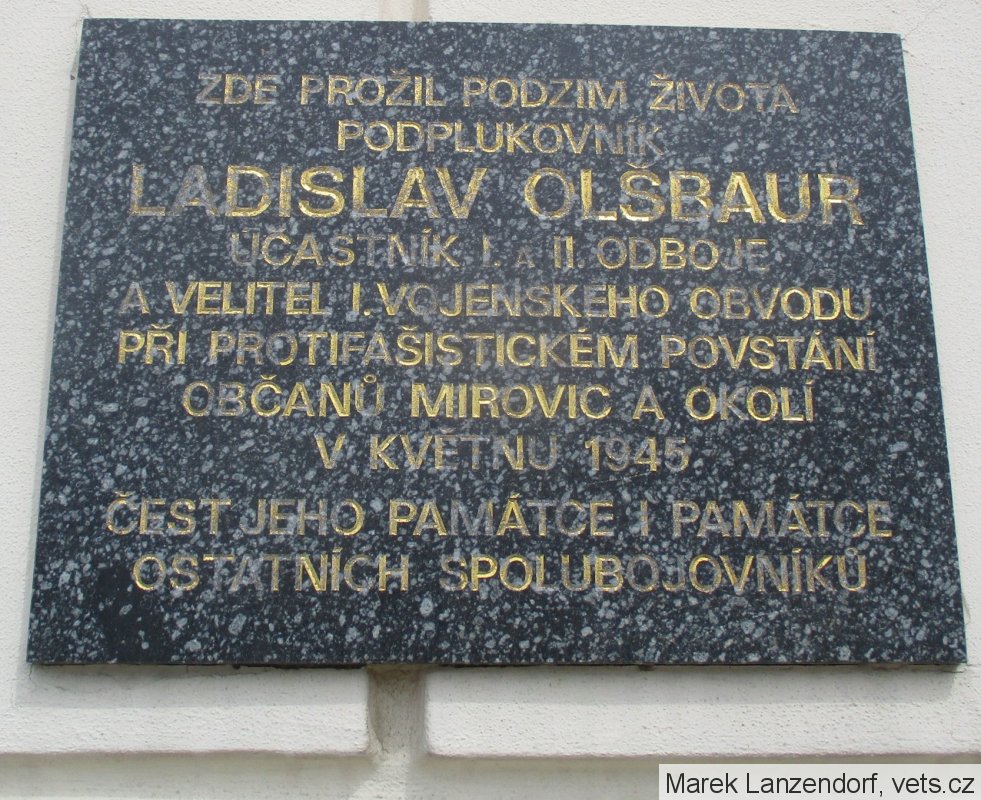 ZDE PROŽIL PODZIM ŽIVOTA
PODPLUKOVNÍK
LADISLAV OLŠBAUR
ÚČASTNÍK I. A II ODBOJE
A VELITEL I. VOJENSKÉHO OBVODU
PŘI PROTIFAŠISTICKÉM POVSTÁNÍ
OBČANŮ MIROVIC A OKOLÍ
V KVĚTNU 1945
ČEST JEHO PAMÁTCE I PAMÁTCE
OSTATNÍCH SPOLUBOJOVNÍKŮ
Marek Lanzendorf, vets.cz